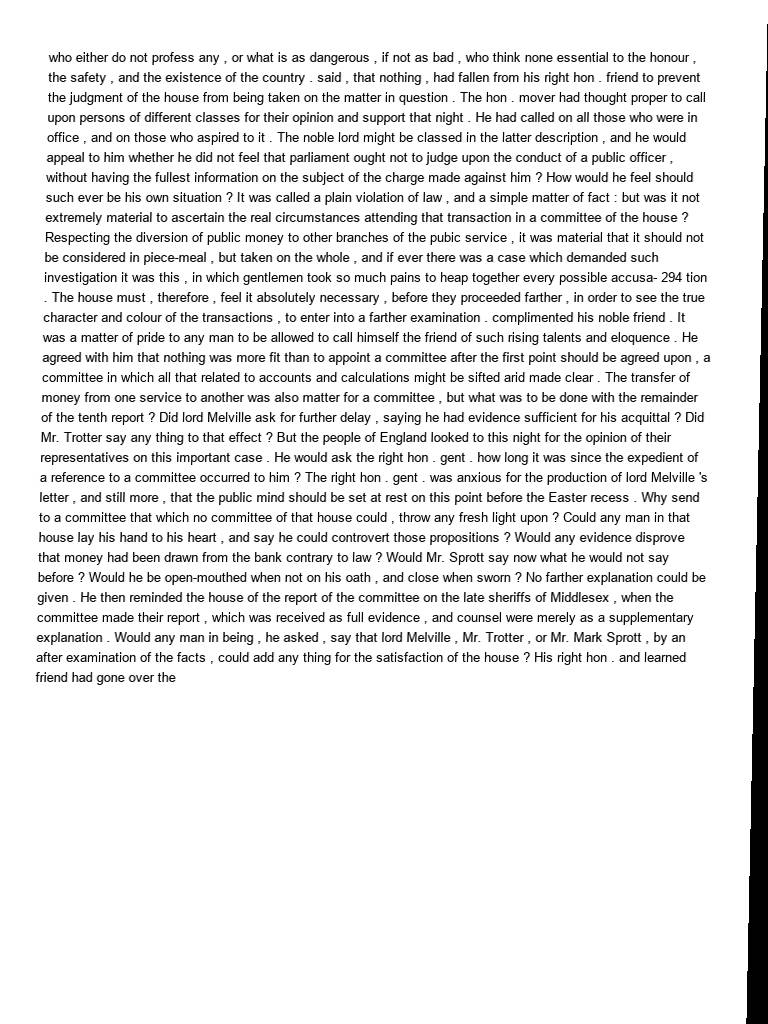 who either do not profess any , or what is as dangerous , if not as bad , who think none essential to the honour ,
the safety , and the existence of the country . said , that nothing , had fallen from his right hon . friend to prevent
the judgment of the house from being taken on the matter in question . The hon . mover had thought proper to call
upon persons of different classes for their opinion and support that night . He had called on all those who were in
office , and on those who aspired to it . The noble lord might be classed in the latter description , and he would
appeal to him whether he did not feel that parliament ought not to judge upon the conduct of a public officer ,
without having the fullest information on the subject of the charge made against him ? How would he feel should
such ever be his own situation ? It was called a plain violation of law , and a simple matter of fact : but was it not
extremely material to ascertain the real circumstances attending that transaction in a committee of the house ?
Respecting the diversion of public money to other branches of the pubic service , it was material that it should not
be considered in piece-meal , but taken on the whole , and if ever there was a case which demanded such
investigation it was this , in which gentlemen took so much pains to heap together every possible accusa- 294 tion
. The house must , therefore , feel it absolutely necessary , before they proceeded farther , in order to see the true
character and colour of the transactions , to enter into a farther examination . complimented his noble friend . It
was a matter of pride to any man to be allowed to call himself the friend of such rising talents and eloquence . He
agreed with him that nothing was more fit than to appoint a committee after the first point should be agreed upon , a
committee in which all that related to accounts and calculations might be sifted arid made clear . The transfer of
money from one service to another was also matter for a committee , but what was to be done with the remainder
of the tenth report ? Did lord Melville ask for further delay , saying he had evidence sufficient for his acquittal ? Did
Mr. Trotter say any thing to that effect ? But the people of England looked to this night for the opinion of their
representatives on this important case . He would ask the right hon . gent . how long it was since the expedient of
a reference to a committee occurred to him ? The right hon . gent . was anxious for the production of lord Melville 's
letter , and still more , that the public mind should be set at rest on this point before the Easter recess . Why send
to a committee that which no committee of that house could , throw any fresh light upon ? Could any man in that
house lay his hand to his heart , and say he could controvert those propositions ? Would any evidence disprove
that money had been drawn from the bank contrary to law ? Would Mr. Sprott say now what he would not say
before ? Would he be open-mouthed when not on his oath , and close when sworn ? No farther explanation could be
given . He then reminded the house of the report of the committee on the late sheriffs of Middlesex , when the
committee made their report , which was received as full evidence , and counsel were merely as a supplementary
explanation . Would any man in being , he asked , say that lord Melville , Mr. Trotter , or Mr. Mark Sprott , by an
after examination of the facts , could add any thing for the satisfaction of the house ? His right hon . and learned
friend had gone over the